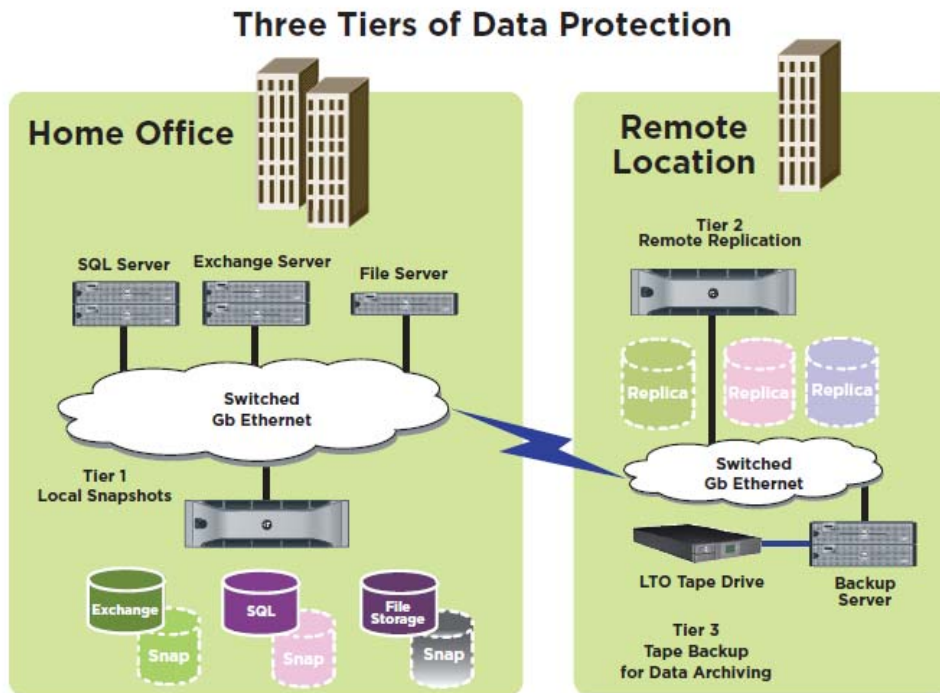 Three Tiers of Data Protection
Home Office
SQL Server
Exchange Server
File Server
Switched
Gb Ethernet
Tier 1
Local Snapshots
Exchange
Snap
SQL
Snap
File
Storage
Snap
Remote
Location
Tier 2
Remote Replication
Replica
Replica
Replica
Switched
Gb Ethernet
LTO Tape Drive
Backup
Server
Tier 3
Tape Backup
for Data Archiving